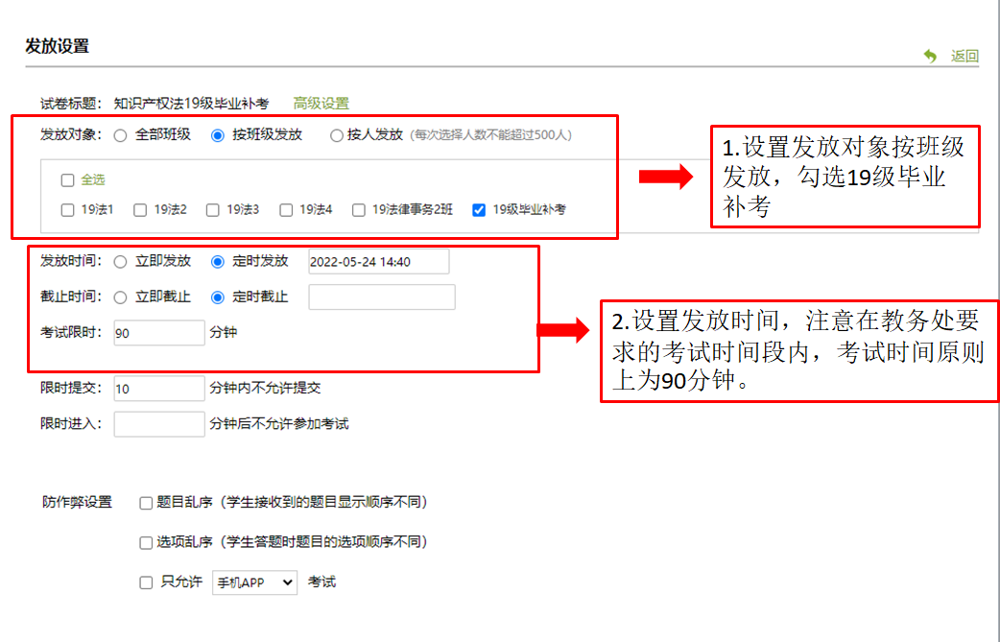 发放设置
返回
试卷标题： 知识产权法19级毕业补考 高级设置
发放对象： 全部班级 按班级发放 按人发放 (每次选择人数不能超过500人)
全选
19法1 19法2 19法3 19法4 19法律事务2班 19级毕业补考
1.设置发放对象按班级
发放，勾选19级毕业
补考
发放时间： 立即发放 定时发放 2022-05-24 14:40
截止时间： 立即截止 定时截止
考试限时： 90 分钟
2.设置发放时间，注意在教务处要
求的考试时间段内，考试时间原则
上为90分钟。
限时提交： 10 分钟内不允许提交
限时进入： 分钟后不允许参加考试
防作弊设置 题目乱序（学生接收到的题目显示顺序不同）
选项乱序（学生答题时题目的选项顺序不同）
只允许 手机APP 考试